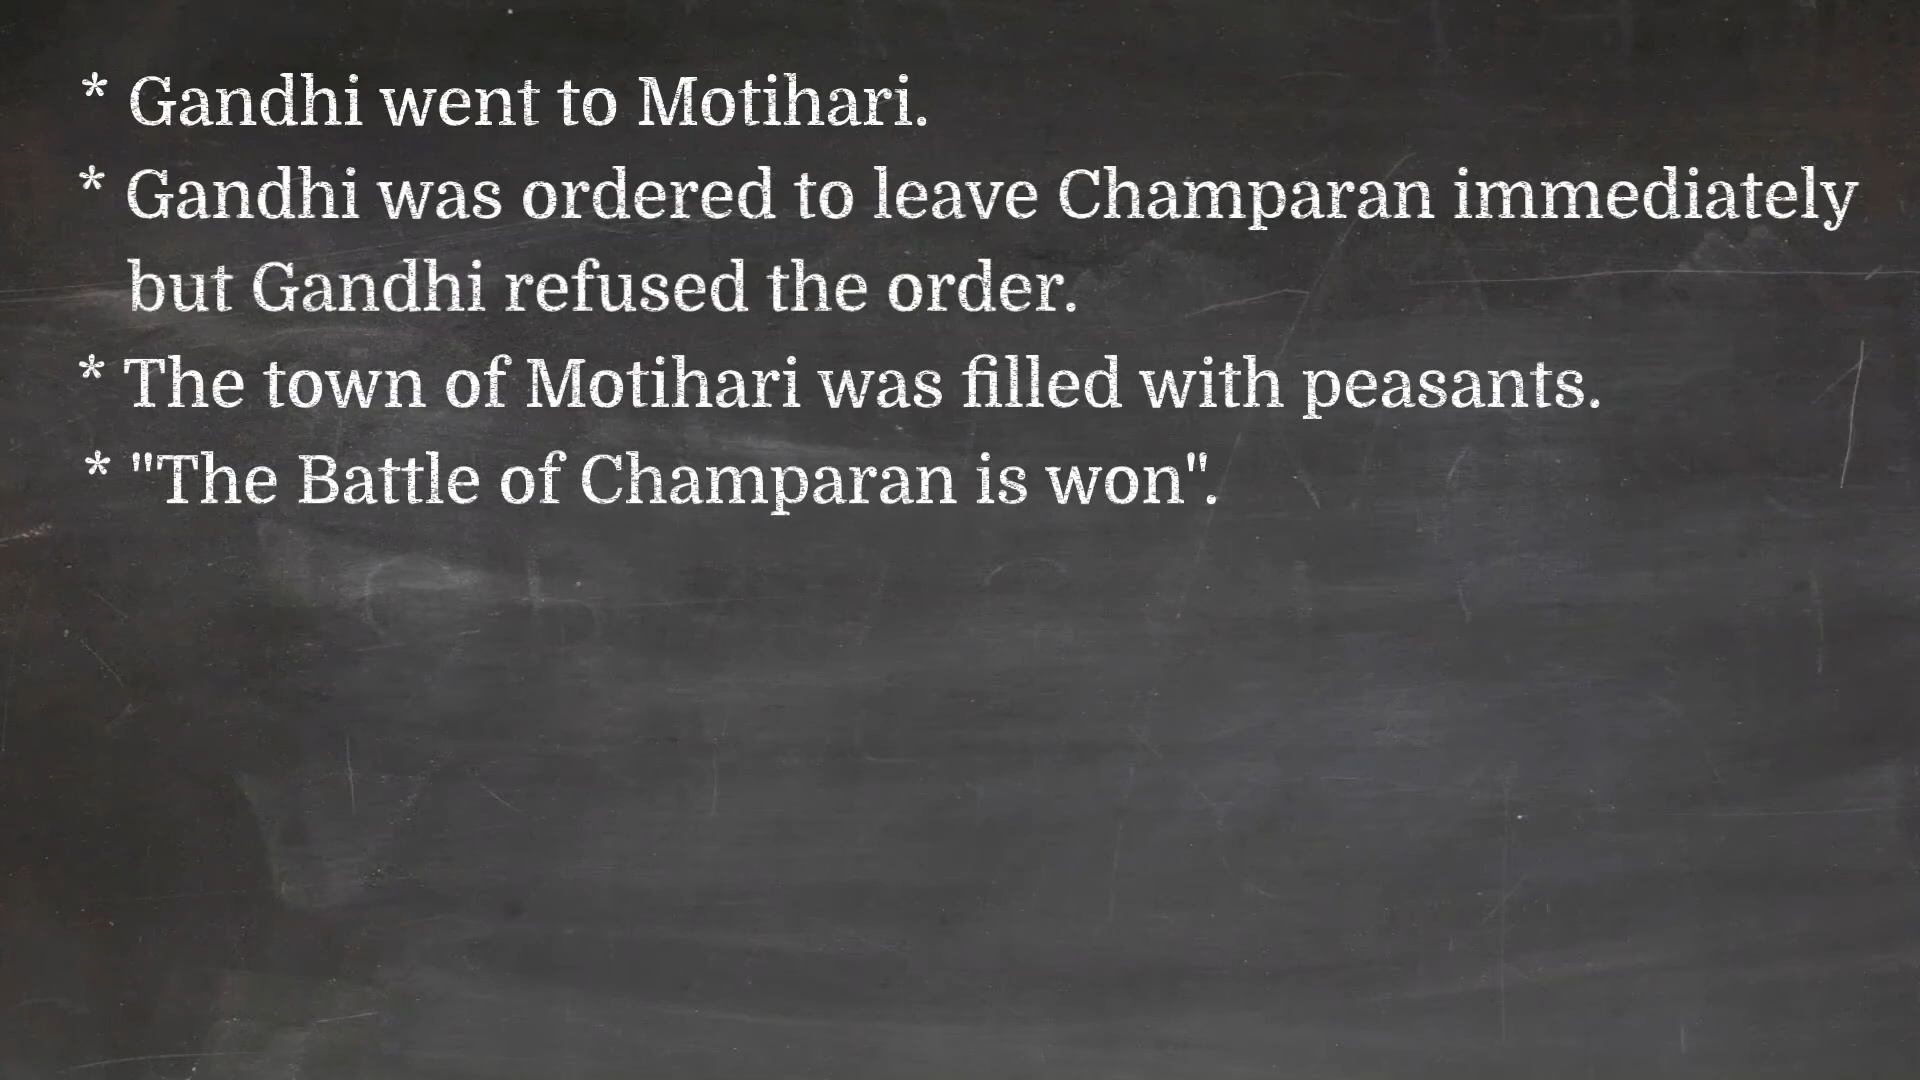 * Gandhi went to Motihari.
* Gandhi was ordered to leave Champaran immediately
but Gandhi refused the order.
* The town of Motihari was filled with peasants.
* "The Battle of Champaran is won".